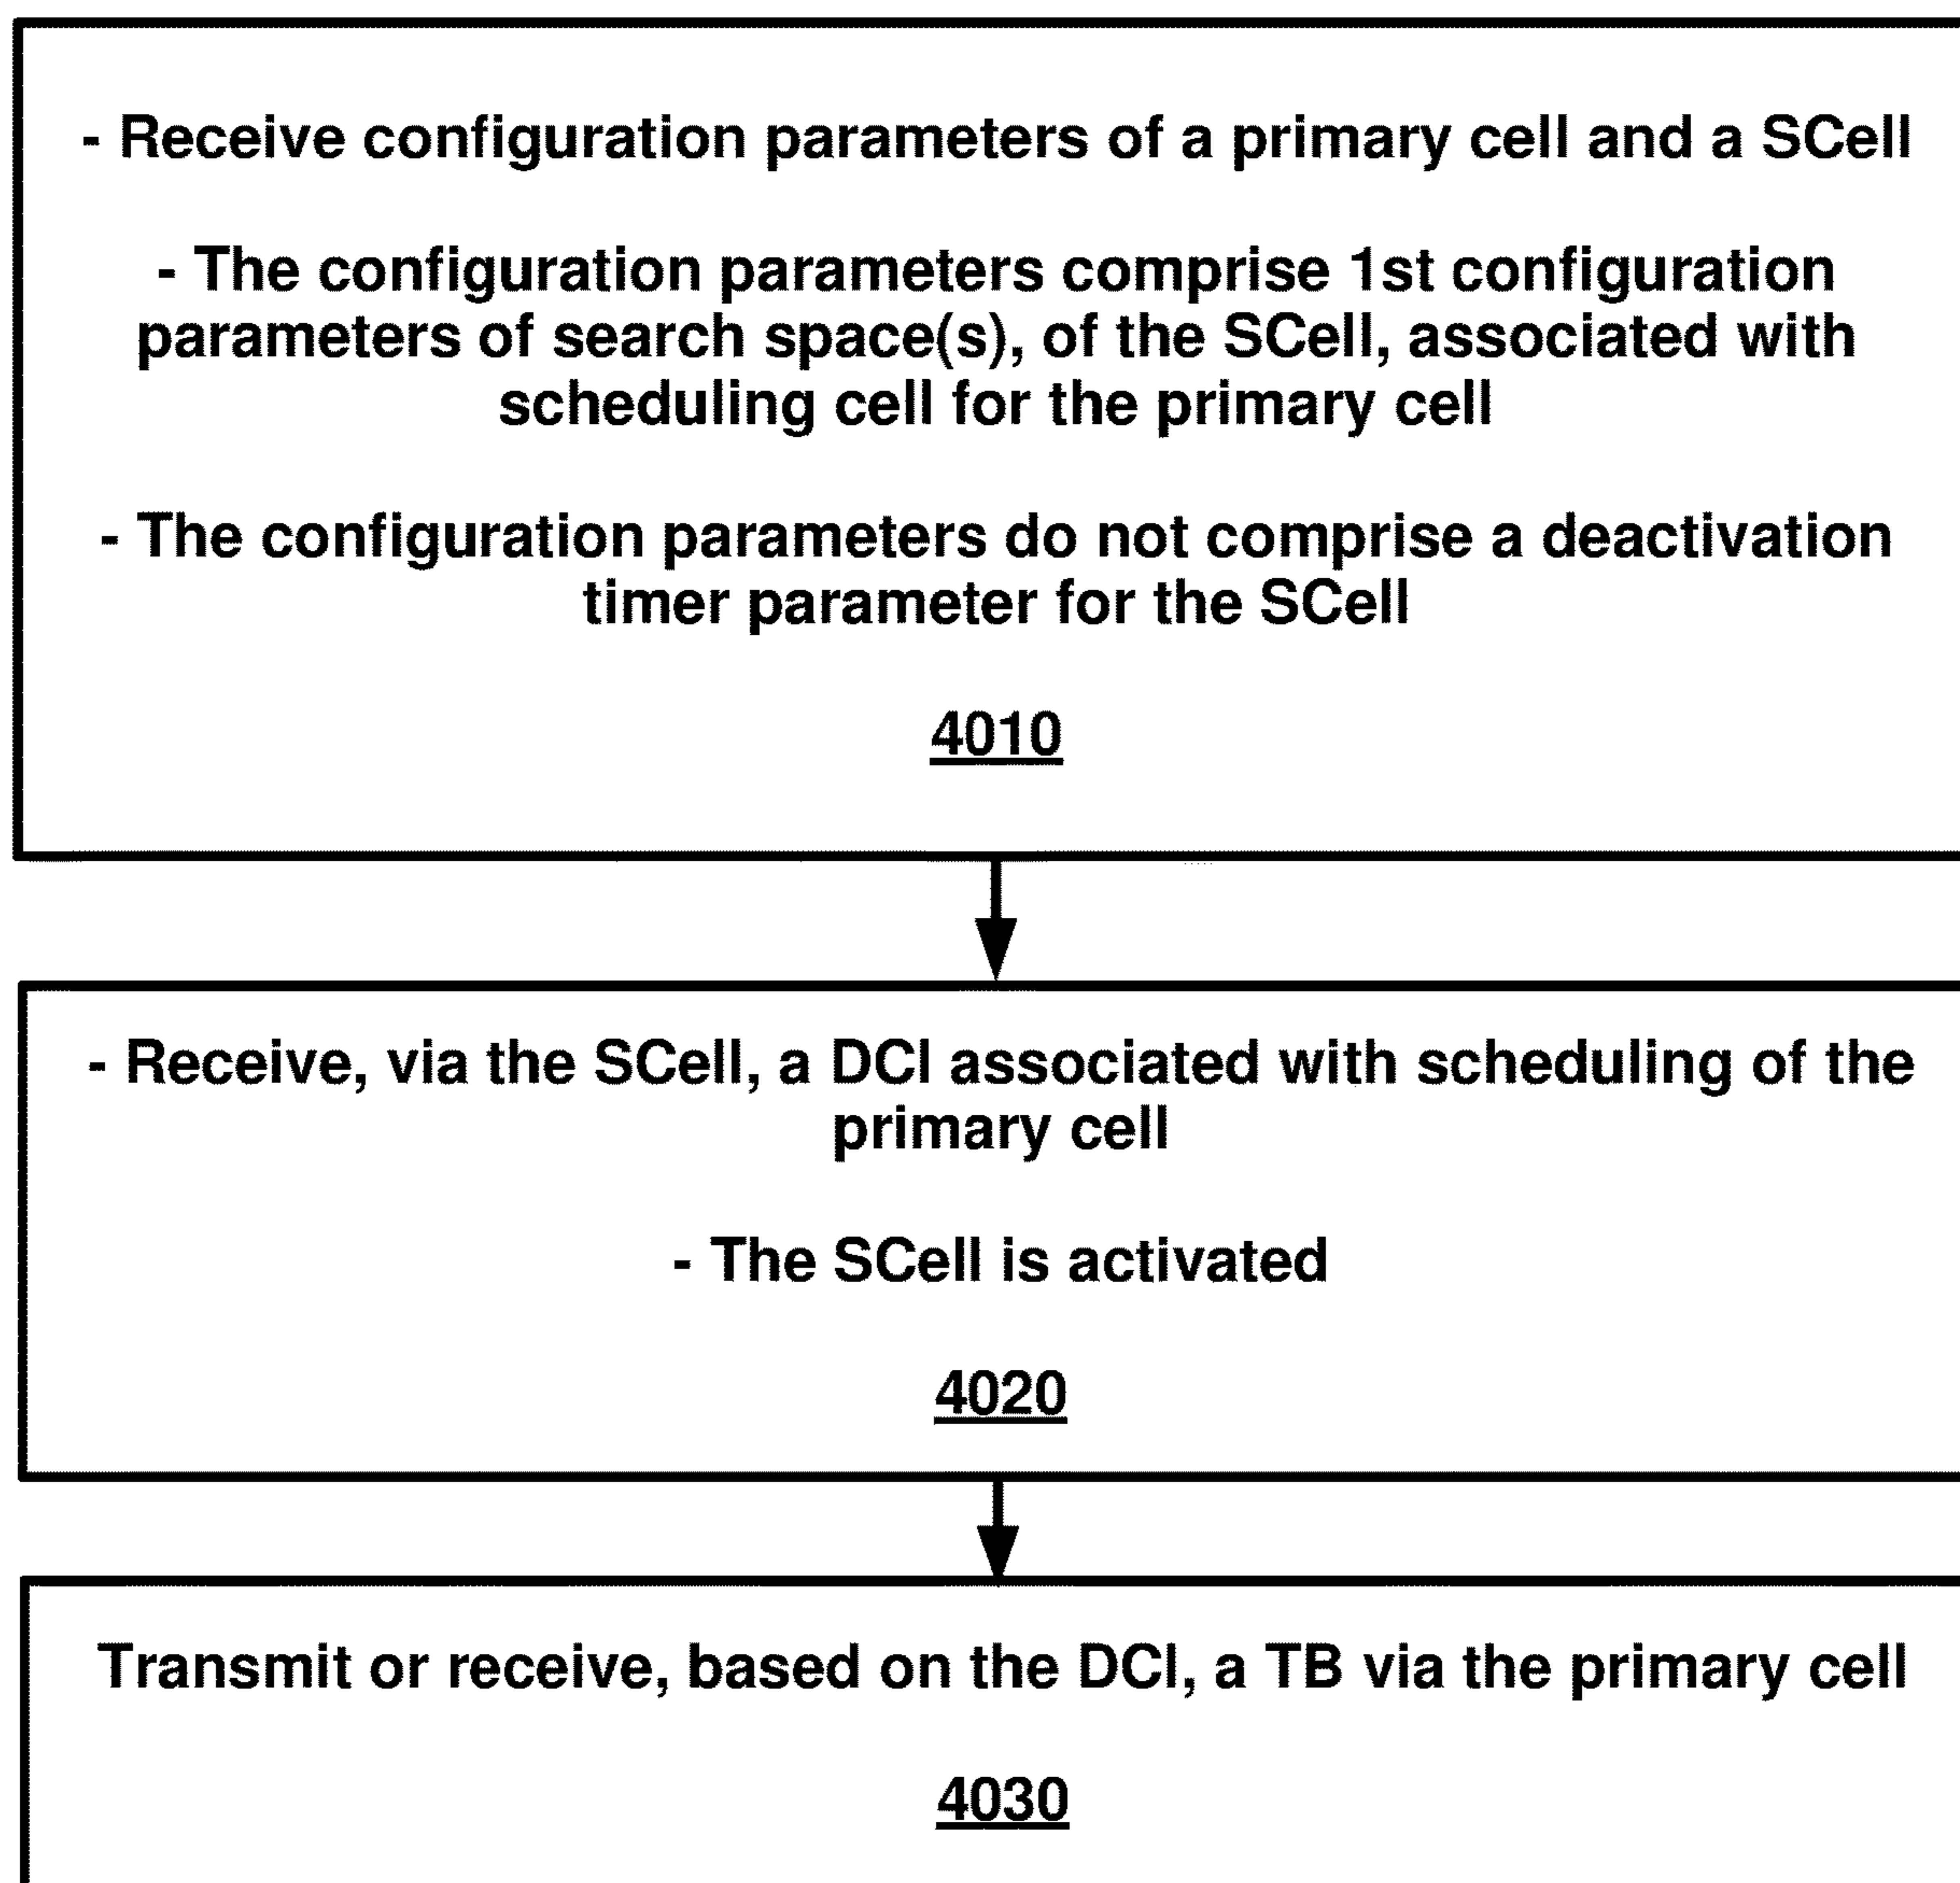 - Receive configuration parameters of a primary cell and a SCell
- The configuration parameters comprise 1st configuration
parameters of search space(s), of the SCell, associated with
scheduling cell for the primary cell
- The configuration parameters do not comprise a deactivation
timer parameter for the SCell
4010
- Receive, via the SCell, a DCI associated with scheduling of the
primary cell
- The SCell is activated
4020
Transmit or receive, based on the DCI, a TB via the primary cell
4030